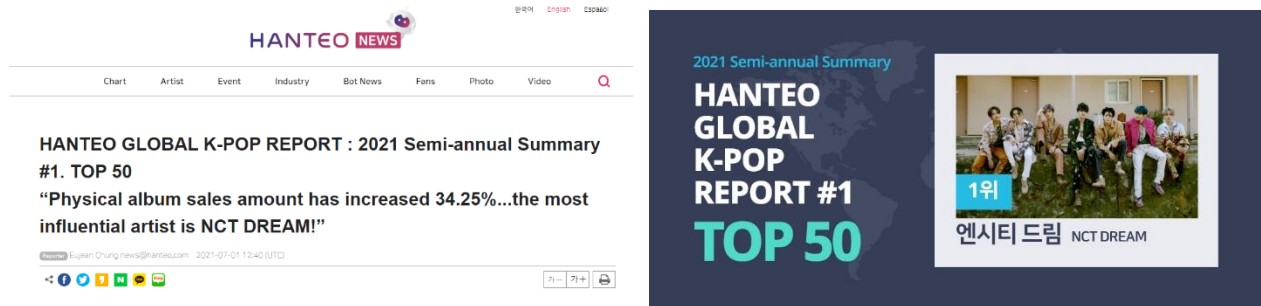 한국어 English Español
HANTEO NEWS
Chart Artist Event Industry Bot News Fans Photo Video
HANTEO GLOBAL K-POP REPORT : 2021 Semi-annual Summary
#1. TOP 50
“Physical album sales amount has increased 34.25%...the most
influential artist is NCT DREAM!”
Reporter Eujean Chung news@hanteo.com 2021-07-01 12:40 (UTC)
가- 가+
2021 Semi-annual Summary
HANTEO
GLOBAL
K-POP
REPORT #1
TOP 50
1위
엔시티 드림 NCT DREAM